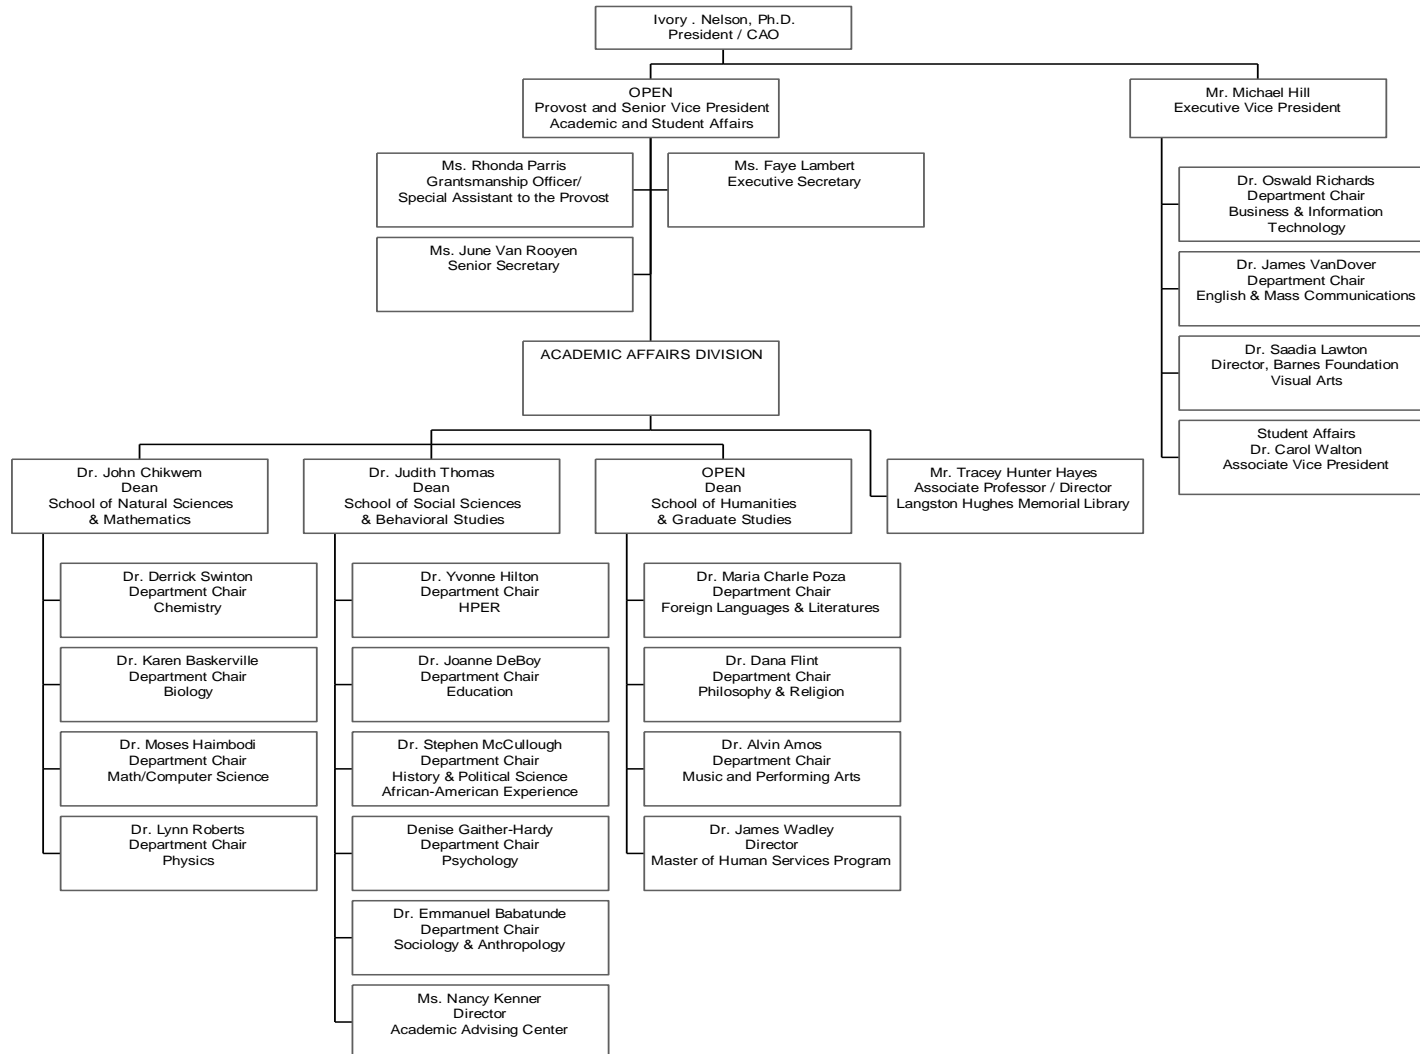 Ivory . Nelson, Ph.D.
President / CAO
OPEN
Provost and Senior Vice President
Academic and Student Affairs
Mr. Michael Hill
Executive Vice President
Ms. Rhonda Parris
Grantsmanship Officer/
Special Assistant to the Provost
Ms. Faye Lambert
Executive Secretary
Ms. June Van Rooyen
Senior Secretary
Dr. Oswald Richards
Department Chair
Business & Information
Technology
Dr. James VanDover
Department Chair
English & Mass Communications
Dr. Saadia Lawton
Director, Barnes Foundation
Visual Arts
Student Affairs
Dr. Carol Walton
Associate Vice President
ACADEMIC AFFAIRS DIVISION
Dr. John Chikwem
Dean
School of Natural Sciences
& Mathematics
Dr. Judith Thomas
Dean
School of Social Sciences
& Behavioral Studies
OPEN
Dean
School of Humanities
& Graduate Studies
Mr. Tracey Hunter Hayes
Associate Professor / Director
Langston Hughes Memorial Library
Dr. Derrick Swinton
Department Chair
Chemistry
Dr. Karen Baskerville
Department Chair
Biology
Dr. Moses Haimbodi
Department Chair
Math/Computer Science
Dr. Lynn Roberts
Department Chair
Physics
Dr. Yvonne Hilton
Department Chair
HPER
Dr. Joanne DeBoy
Department Chair
Education
Dr. Stephen McCullough
Department Chair
History & Political Science
African-American Experience
Denise Gaither-Hardy
Department Chair
Psychology
Dr. Emmanuel Babatunde
Department Chair
Sociology & Anthropology
Ms. Nancy Kenner
Director
Academic Advising Center
Dr. Maria Charle Poza
Department Chair
Foreign Languages & Literatures
Dr. Dana Flint
Department Chair
Philosophy & Religion
Dr. Alvin Amos
Department Chair
Music and Performing Arts
Dr. James Wadley
Director
Master of Human Services Program